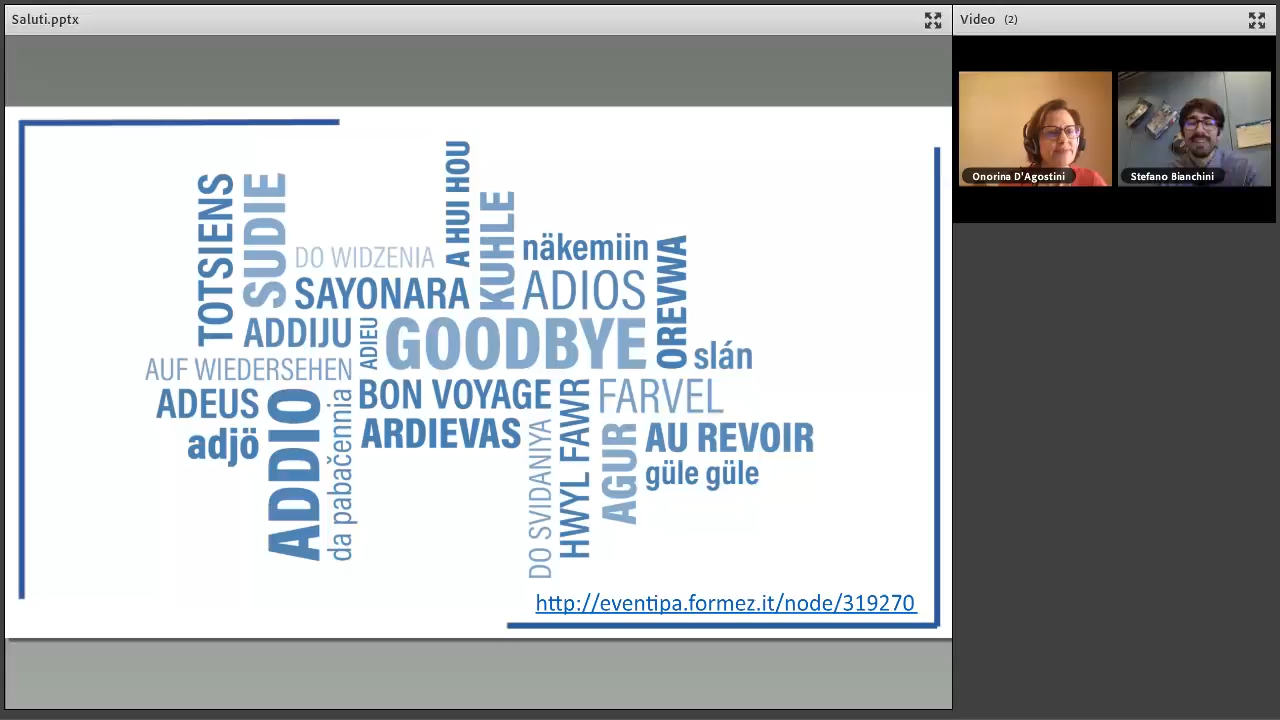 Saluti.pptx
Video (2)
Onorina D'Agostini
Stefano Bianchini
TOTSIENS
SUDIE
DO WIDZENIA
A HUI HOU
KUHLE
näkemiin
SAYONARA
ADIOS
OREVWA
ADDIJU
ADIEU
GOODBYE
slán
AUF WIEDERSEHEN
ADEUS
adjö
ADDIO
da pabačennia
BON VOYAGE
ARDIEVAS
DO SVIDANIYA
HWYL FAWR
FARVEL
AGUR
AU REVOIR
güle güle
http://eventipa.formez.it/node/319270